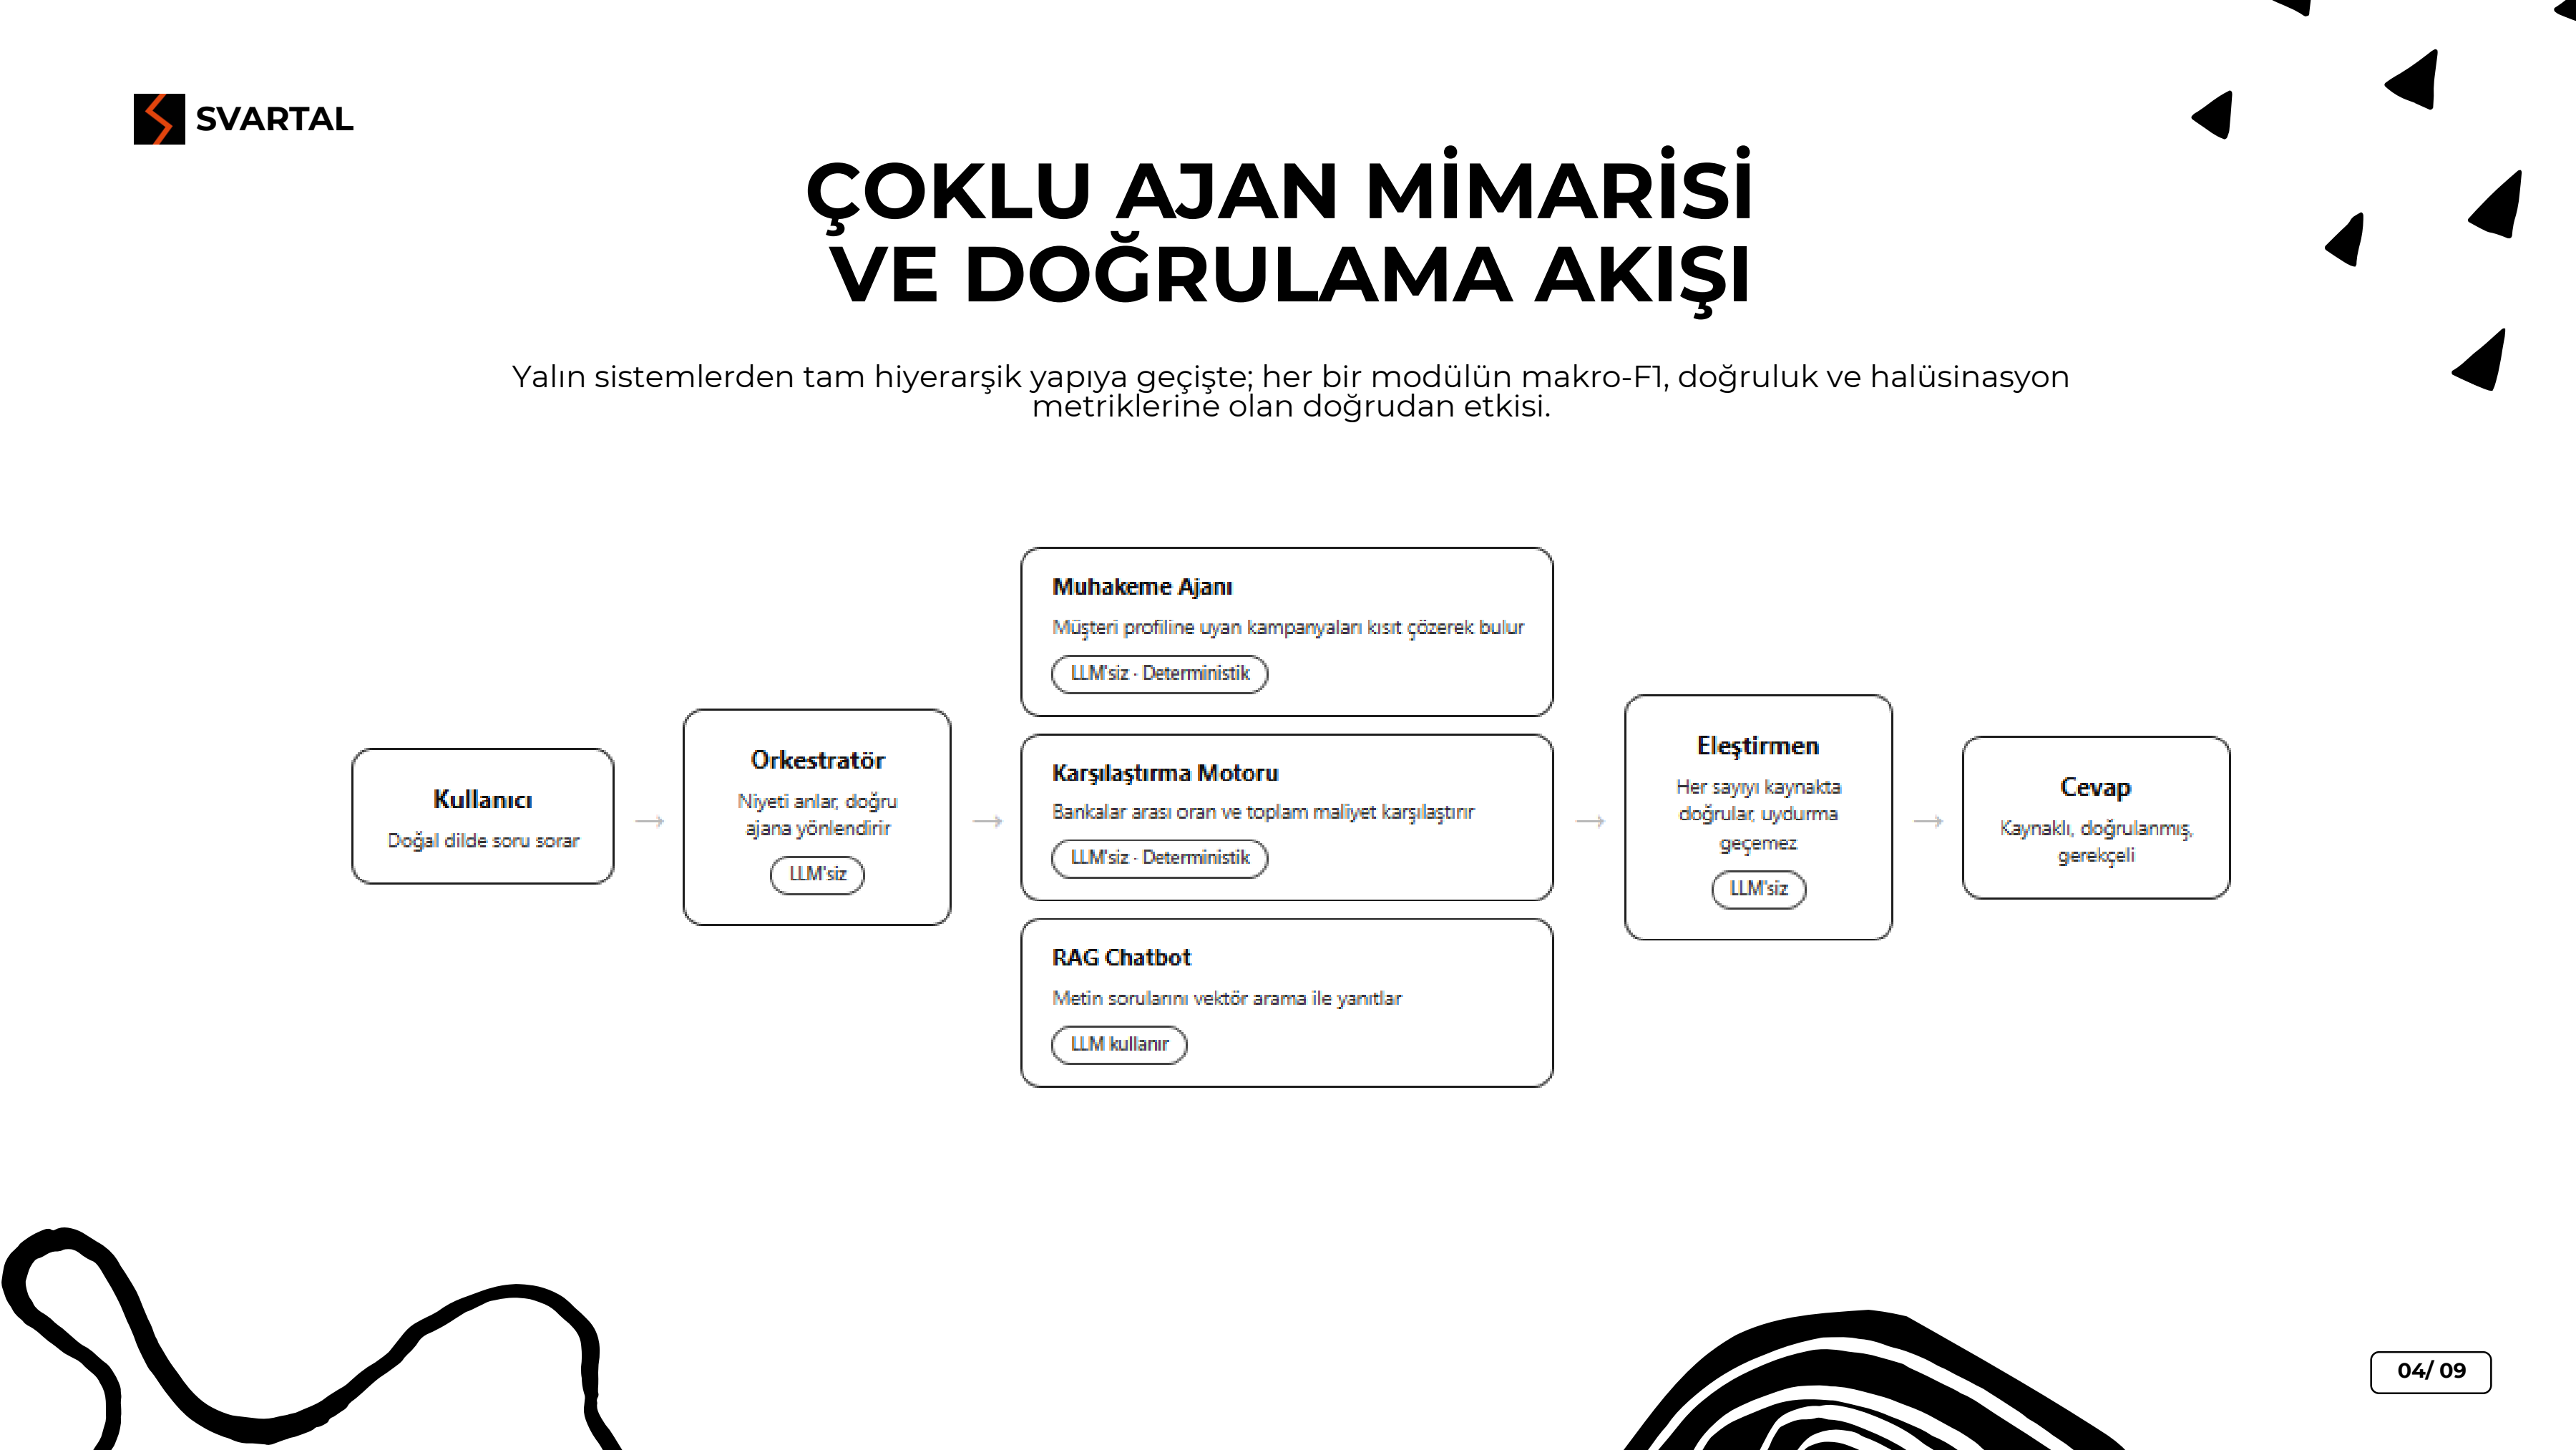 SVARTAL
ÇOKLU AJAN MİMARİSİ
VE DOĞRULAMA AKIŞI
Yalın sistemlerden tam hiyerarşik yapıya geçişte; her bir modülün makro-F1, doğruluk ve halüsinasyon
metriklerine olan doğrudan etkisi.
Kullanıcı
Doğal dilde soru sorar
→
Orkestratör
Niyeti anlar, doğru
ajana yönlendirir
LLM'siz
→
Muhakeme Ajanı
Müşteri profiline uyan kampanyaları kısıt çözerek bulur
LLM'siz · Deterministik
Karşılaştırma Motoru
Bankalar arası oran ve toplam maliyet karşılaştırır
LLM'siz · Deterministik
RAG Chatbot
Metin sorularını vektör arama ile yanıtlar
LLM kullanır
→
Eleştirmen
Her sayıyı kaynakta
doğrular, uydurma
geçemez
LLM'siz
→
Cevap
Kaynaklı, doğrulanmış,
gerekçeli
04/ 09